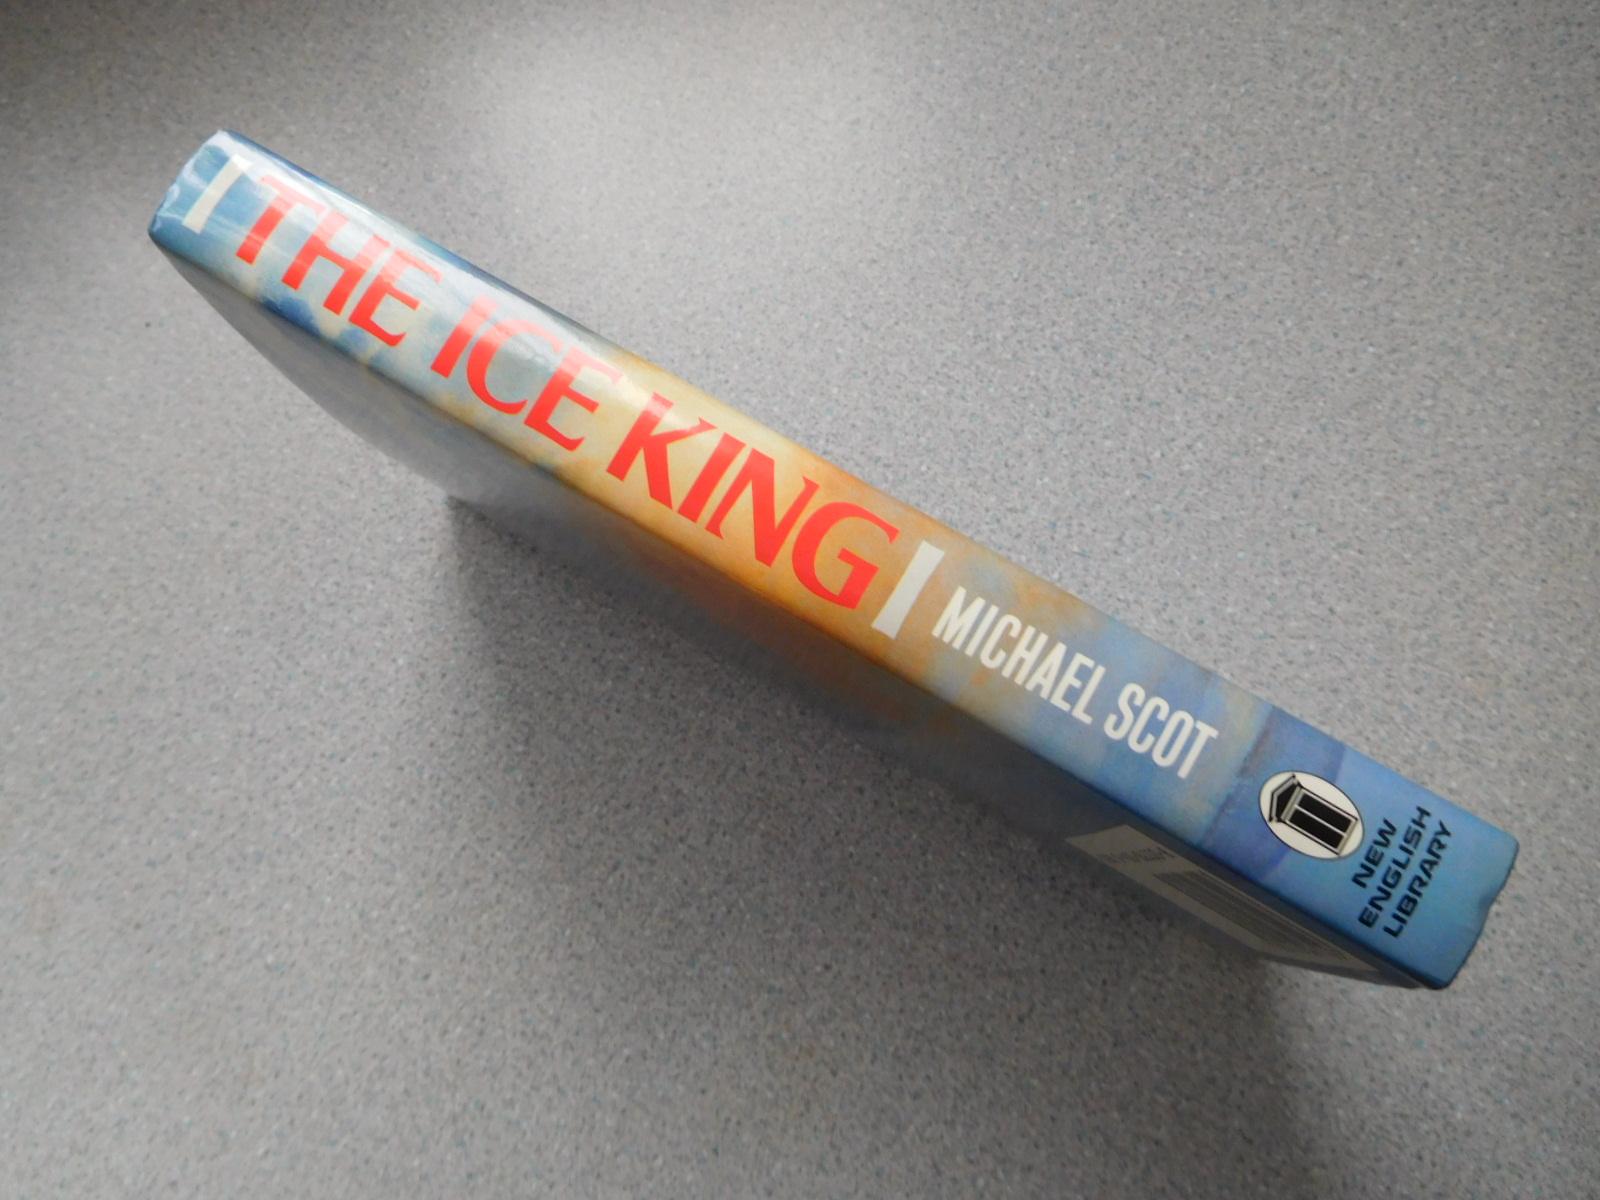 THE ICE KING
MICHAEL SCOT
NEW
ENGLISH
LIBRARY